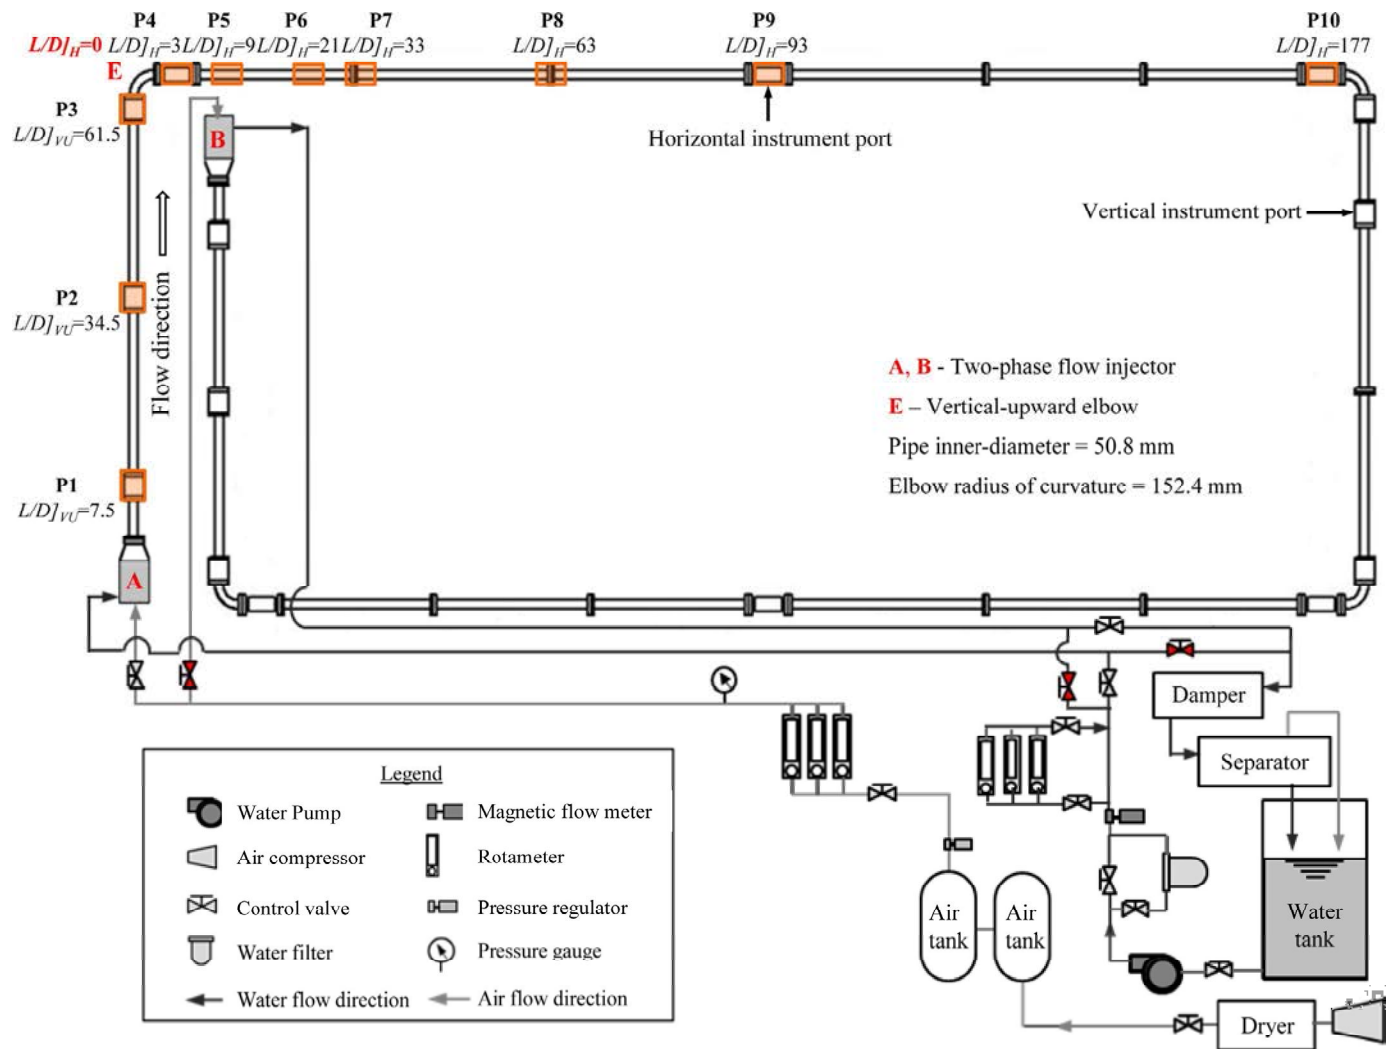 P4 P5 P6 P7 P8 P9 P10
L/D]H=0 L/D]H=3 L/D]H=9 L/D]H=21 L/D]H=33 L/D]H=63 L/D]H=93 L/D]H=177
E
P3
L/D]VU=61.5
B
Horizontal instrument port
Vertical instrument port
Flow direction
P2
L/D]VU=34.5
A, B - Two-phase flow injector
E – Vertical-upward elbow
Pipe inner-diameter = 50.8 mm
Elbow radius of curvature = 152.4 mm
P1
L/D]VU=7.5
A
Damper
Separator
Legend
Water Pump
Magnetic flow meter
Air compressor
Rotameter
Control valve
Pressure regulator
Water filter
Pressure gauge
Water flow direction
Air flow direction
Air
tank
Air
tank
Water
tank
Dryer